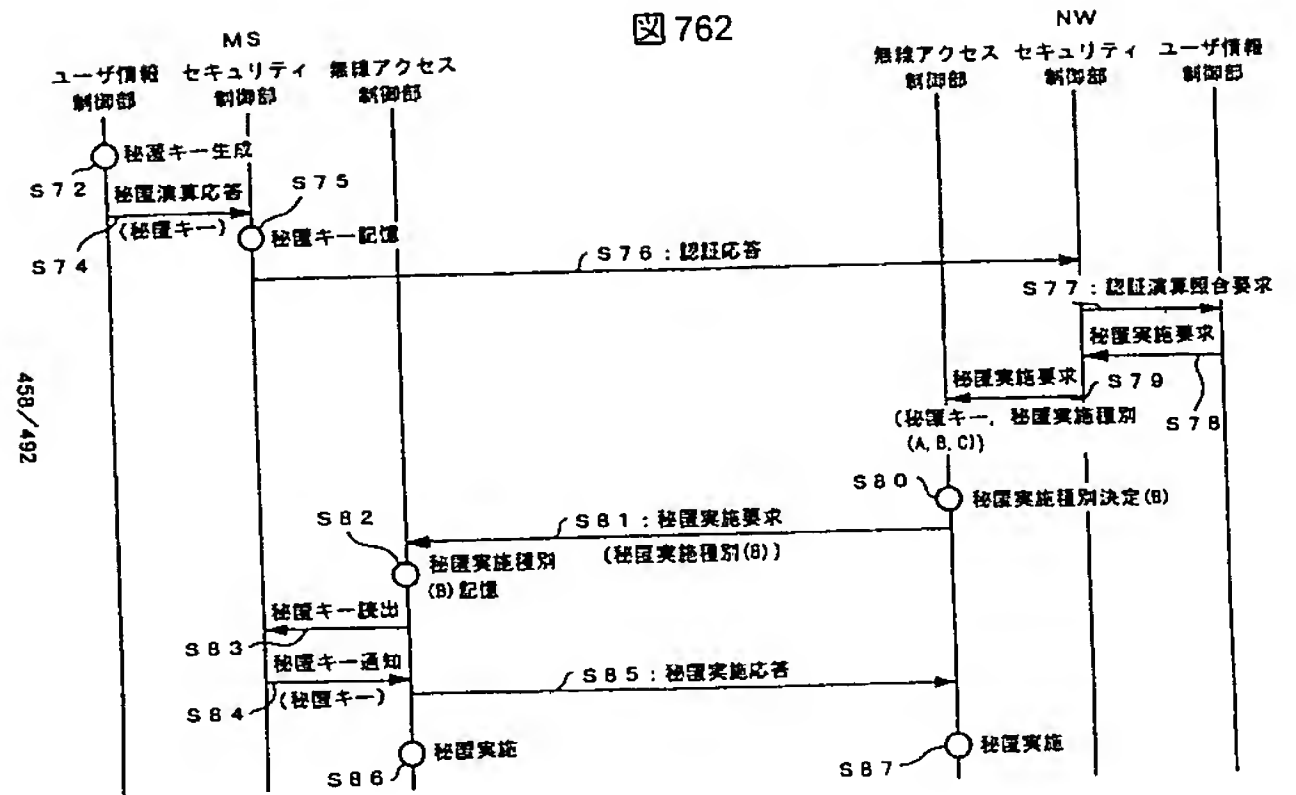 図762
MS
NW
ユーザ情報
制御部
セキュリティ
制御部
無線アクセス
制御部
無線アクセス
制御部
セキュリティ
制御部
ユーザ情報
制御部
秘匿キー生成
S72
秘匿演算応答
(秘匿キー)
S74
S75
秘匿キー記憶
S76:認証応答
S77:認証演算照合要求
秘匿実施要求
S78
秘匿実施要求
S79
(秘匿キー, 秘匿実施種別
(A, B, C))
S80
秘匿実施種別決定(B)
S81:秘匿実施要求
(秘匿実施種別(B))
S82
秘匿実施種別
(B)記憶
秘匿キー読出
S83
秘匿キー通知
(秘匿キー)
S84
S85:秘匿実施応答
秘匿実施
S86
秘匿実施
S87
458/492